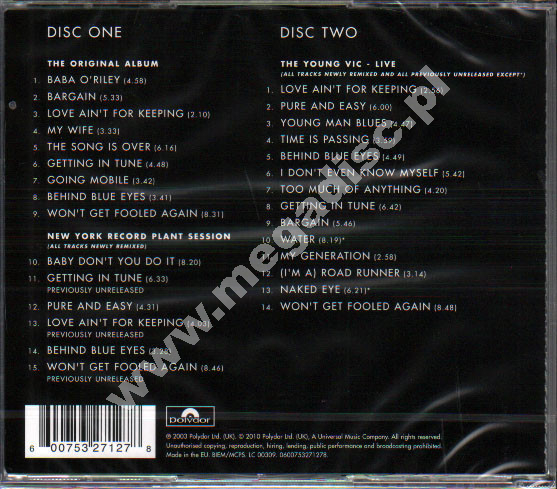 DISC ONE
THE ORIGINAL ALBUM
1. BABA O'RILEY (4.58)
2. BARGAIN (5.33)
3. LOVE AIN'T FOR KEEPING (2.10)
4. MY WIFE (3.33)
5. THE SONG IS OVER (6.16)
6. GETTING IN TUNE (4.48)
7. GOING MOBILE (3.42)
8. BEHIND BLUE EYES (3.41)
9. WON'T GET FOOLED AGAIN (8.31)
NEW YORK RECORD PLANT SESSION
(ALL TRACKS NEWLY REMIXED)
10. BABY DON'T YOU DO IT (8.20)
11. GETTING IN TUNE (6.33)
PREVIOUSLY UNRELEASED
12. PURE AND EASY (4.31)
13. LOVE AIN'T FOR KEEPING (4.03)
PREVIOUSLY UNRELEASED
14. BEHIND BLUE EYES (3.28)
15. WON'T GET FOOLED AGAIN (8.46)
PREVIOUSLY UNRELEASED
DISC TWO
THE YOUNG VIC - LIVE
(ALL TRACKS NEWLY REMIXED AND ALL PREVIOUSLY UNRELEASED EXCEPT*)
1. LOVE AIN'T FOR KEEPING (2.56)
2. PURE AND EASY (6.00)
3. YOUNG MAN BLUES (4.47)
4. TIME IS PASSING (3.59)
5. BEHIND BLUE EYES (4.49)
6. I DON'T EVEN KNOW MYSELF (5.42)
7. TOO MUCH OF ANYTHING (4.20)
8. GETTING IN TUNE (6.42)
9. BARGAIN (5.46)
10. WATER (8.19)*
11. MY GENERATION (2.58)
12. (I'M A) ROAD RUNNER (3.14)
13. NAKED EYE (6.21)*
14. WON'T GET FOOLED AGAIN (8.48)
6 00753 27127 8
polydor
℗ 2003 Polydor Ltd. (UK). © 2010 Polydor Ltd. (UK), A Universal Music Company. All rights reserved.
Unauthorised copying, reproduction, hiring, lending, public performance and broadcasting prohibited.
Made in the EU. BIEM/MCPS. LC 00309. 0600753271278.
www.megadisc.pl